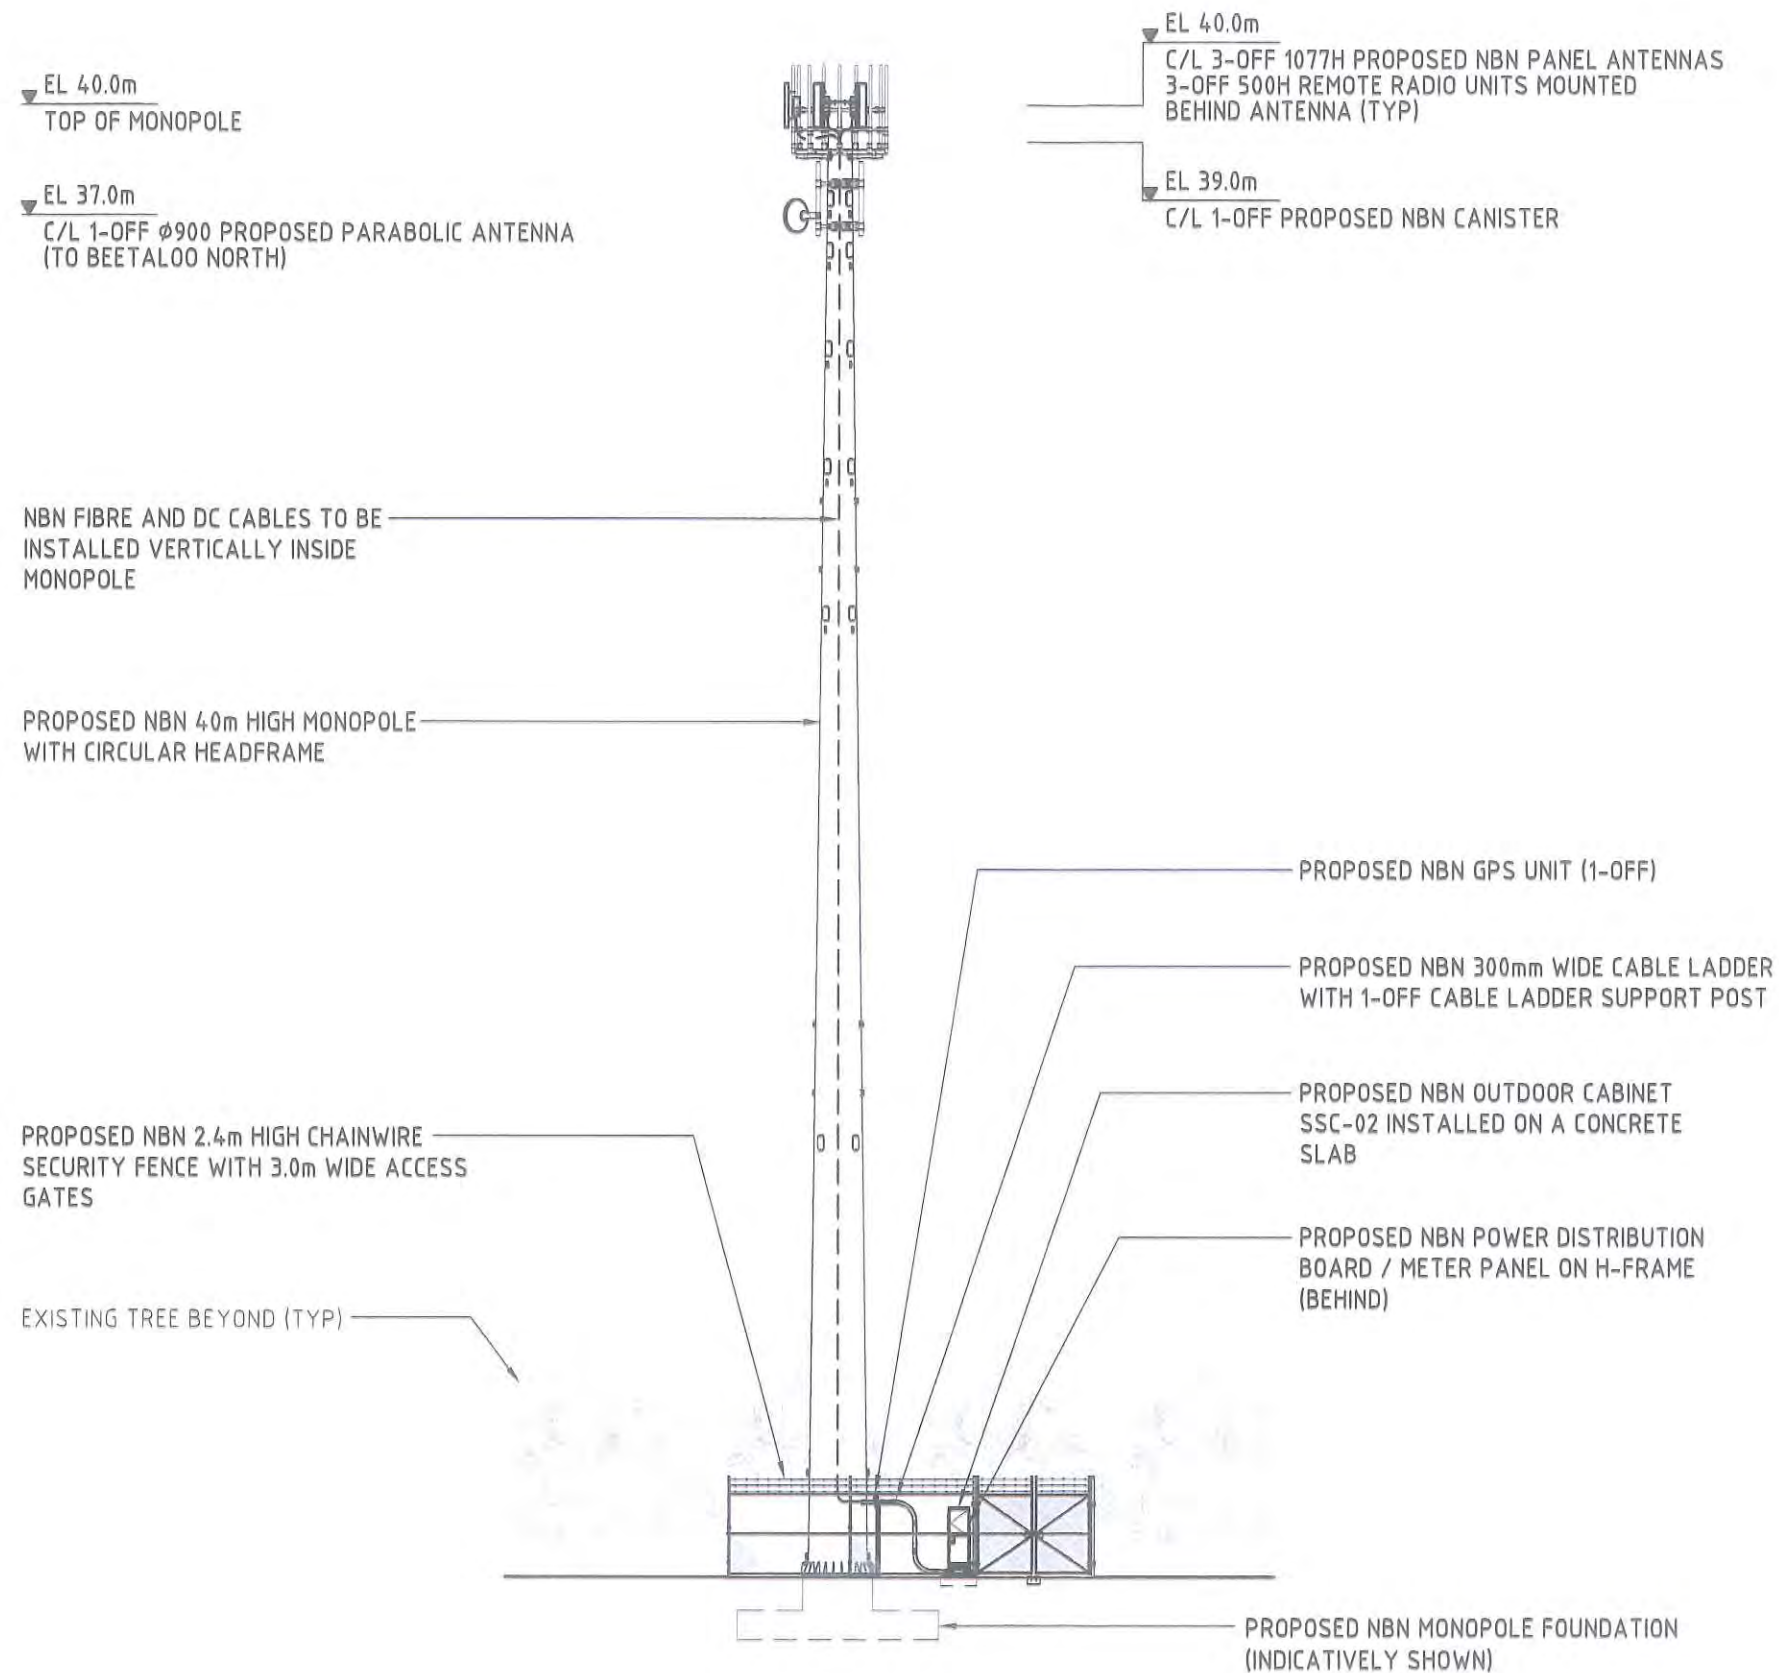 EL 40.0m
TOP OF MONOPOLE
EL 37.0m
C/L 1-OFF Ø900 PROPOSED PARABOLIC ANTENNA
(TO BEETALOO NORTH)
EL 40.0m
C/L 3-OFF 1077H PROPOSED NBN PANEL ANTENNAS
3-OFF 500H REMOTE RADIO UNITS MOUNTED
BEHIND ANTENNA (TYP)
EL 39.0m
C/L 1-OFF PROPOSED NBN CANISTER
NBN FIBRE AND DC CABLES TO BE
INSTALLED VERTICALLY INSIDE
MONOPOLE
PROPOSED NBN 40m HIGH MONOPOLE
WITH CIRCULAR HEADFRAME
PROPOSED NBN GPS UNIT (1-OFF)
PROPOSED NBN 300mm WIDE CABLE LADDER
WITH 1-OFF CABLE LADDER SUPPORT POST
PROPOSED NBN OUTDOOR CABINET
SSC-02 INSTALLED ON A CONCRETE
SLAB
PROPOSED NBN 2.4m HIGH CHAINWIRE
SECURITY FENCE WITH 3.0m WIDE ACCESS
GATES
PROPOSED NBN POWER DISTRIBUTION
BOARD / METER PANEL ON H-FRAME
(BEHIND)
EXISTING TREE BEYOND (TYP)
PROPOSED NBN MONOPOLE FOUNDATION
(INDICATIVELY SHOWN)